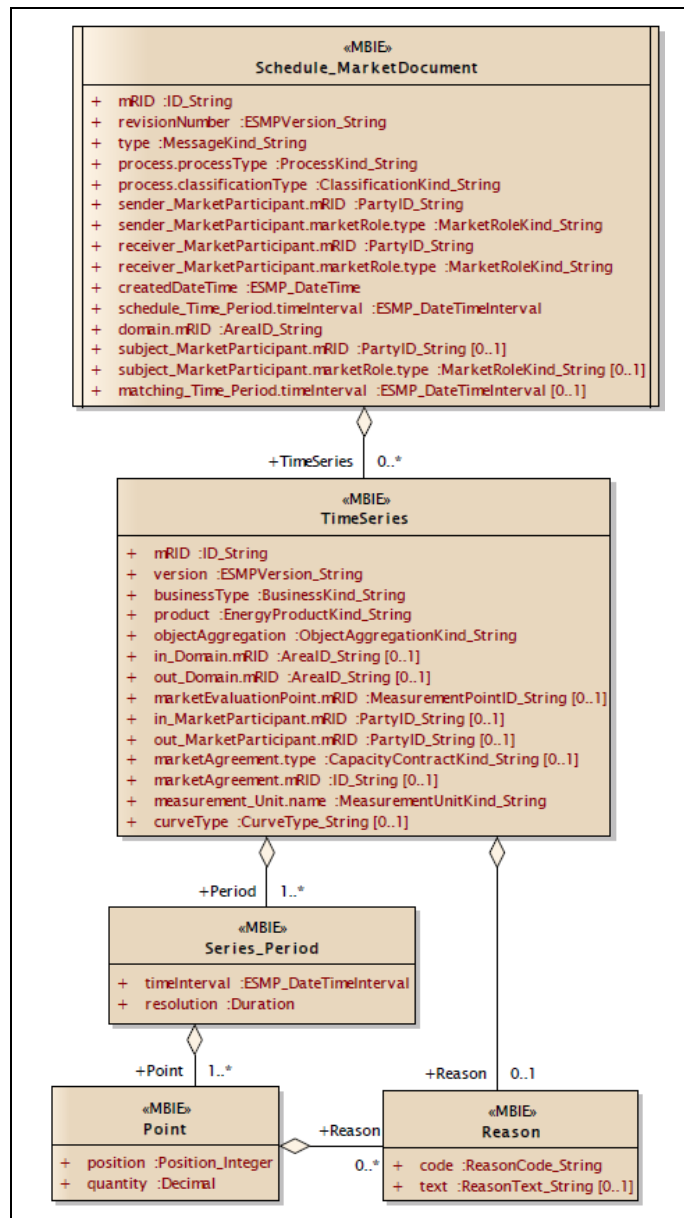 «MBIE»
Schedule_MarketDocument
+ mRID :ID_String
+ revisionNumber :ESMPVersion_String
+ type :MessageKind_String
+ process.processType :ProcessKind_String
+ process.classificationType :ClassificationKind_String
+ sender_MarketParticipant.mRID :PartyID_String
+ sender_MarketParticipant.marketRole.type :MarketRoleKind_String
+ receiver_MarketParticipant.mRID :PartyID_String
+ receiver_MarketParticipant.marketRole.type :MarketRoleKind_String
+ createdDateTime :ESMP_DateTime
+ schedule_Time_Period.timeInterval :ESMP_DateTimeInterval
+ domain.mRID :AreaID_String
+ subject_MarketParticipant.mRID :PartyID_String [0..1]
+ subject_MarketParticipant.marketRole.type :MarketRoleKind_String [0..1]
+ matching_Time_Period.timeInterval :ESMP_DateTimeInterval [0..1]
+TimeSeries 0..*
«MBIE»
TimeSeries
+ mRID :ID_String
+ version :ESMPVersion_String
+ businessType :BusinessKind_String
+ product :EnergyProductKind_String
+ objectAggregation :ObjectAggregationKind_String
+ in_Domain.mRID :AreaID_String [0..1]
+ out_Domain.mRID :AreaID_String [0..1]
+ marketEvaluationPoint.mRID :MeasurementPointID_String [0..1]
+ in_MarketParticipant.mRID :PartyID_String [0..1]
+ out_MarketParticipant.mRID :PartyID_String [0..1]
+ marketAgreement.type :CapacityContractKind_String [0..1]
+ marketAgreement.mRID :ID_String [0..1]
+ measurement_Unit.name :MeasurementUnitKind_String
+ curveType :CurveType_String [0..1]
+Period 1..*
«MBIE»
Series_Period
+ timeInterval :ESMP_DateTimeInterval
+ resolution :Duration
+Point 1..*
+Reason 0..1
«MBIE»
Point
+ position :Position_Integer
+ quantity :Decimal
+Reason
0..*
«MBIE»
Reason
+ code :ReasonCode_String
+ text :ReasonText_String [0..1]